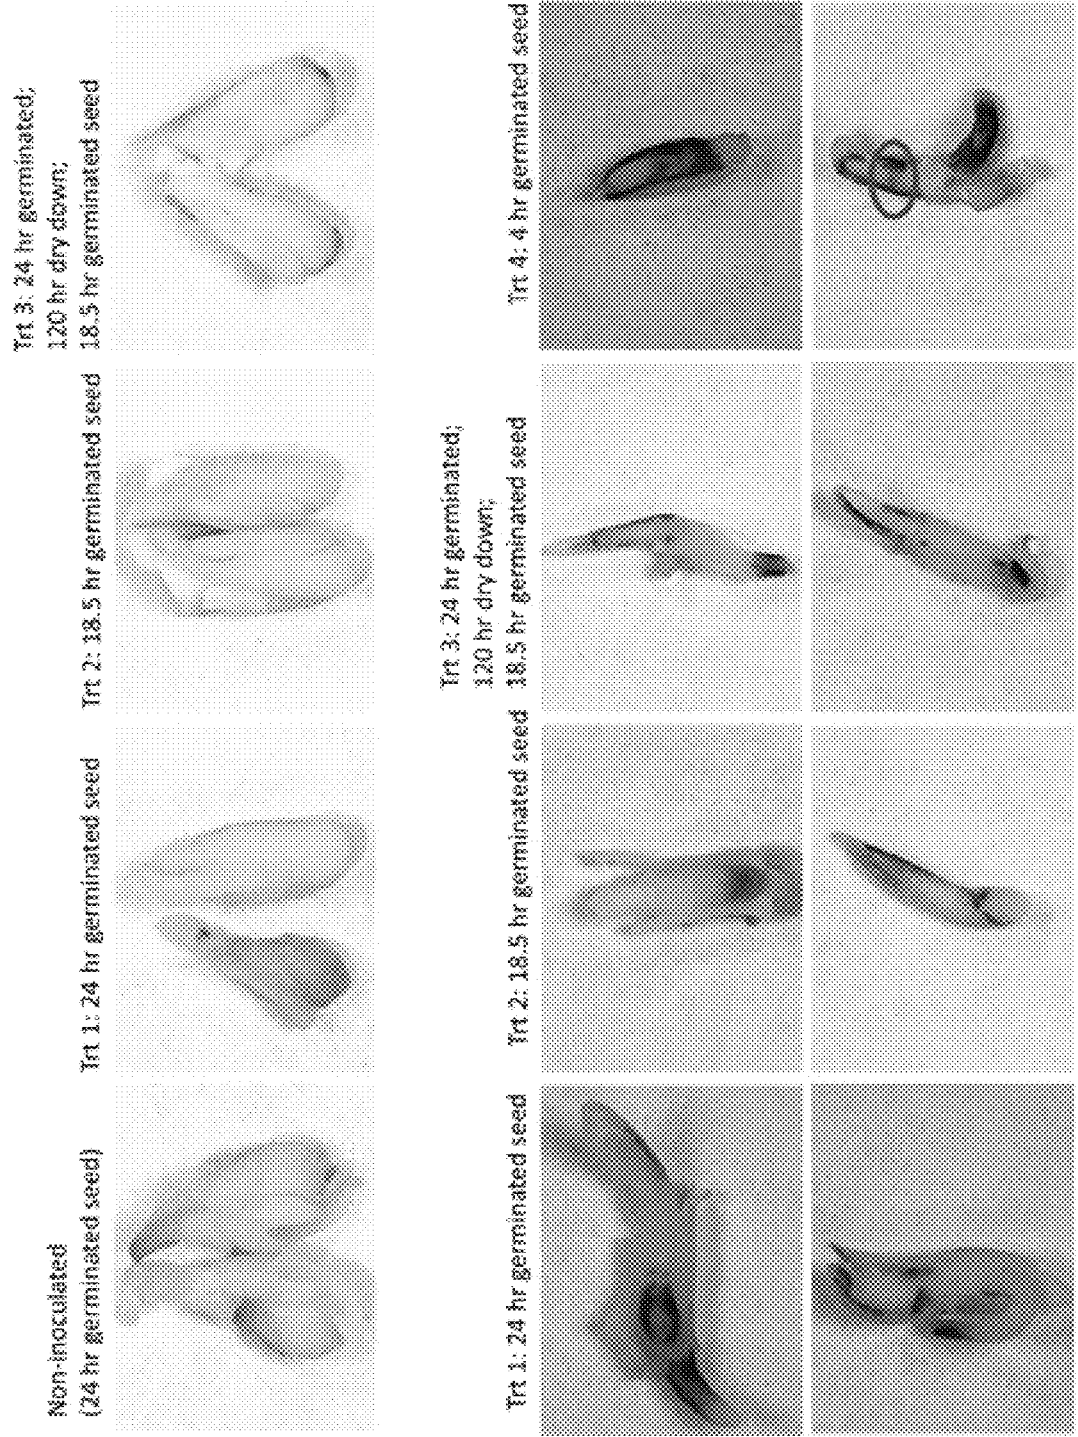 Non-inoculated
(24 hr germinated seed)
Trt 1: 24 hr germinated seed
Trt 2: 18.5 hr germinated seed
Trt 3: 24 hr germinated;
120 hr dry down;
18.5 hr germinated seed
Trt 1: 24 hr germinated seed
Trt 2: 18.5 hr germinated seed
Trt 3: 24 hr germinated;
120 hr dry down;
18.5 hr germinated seed
Trt 4: 4 hr germinated seed